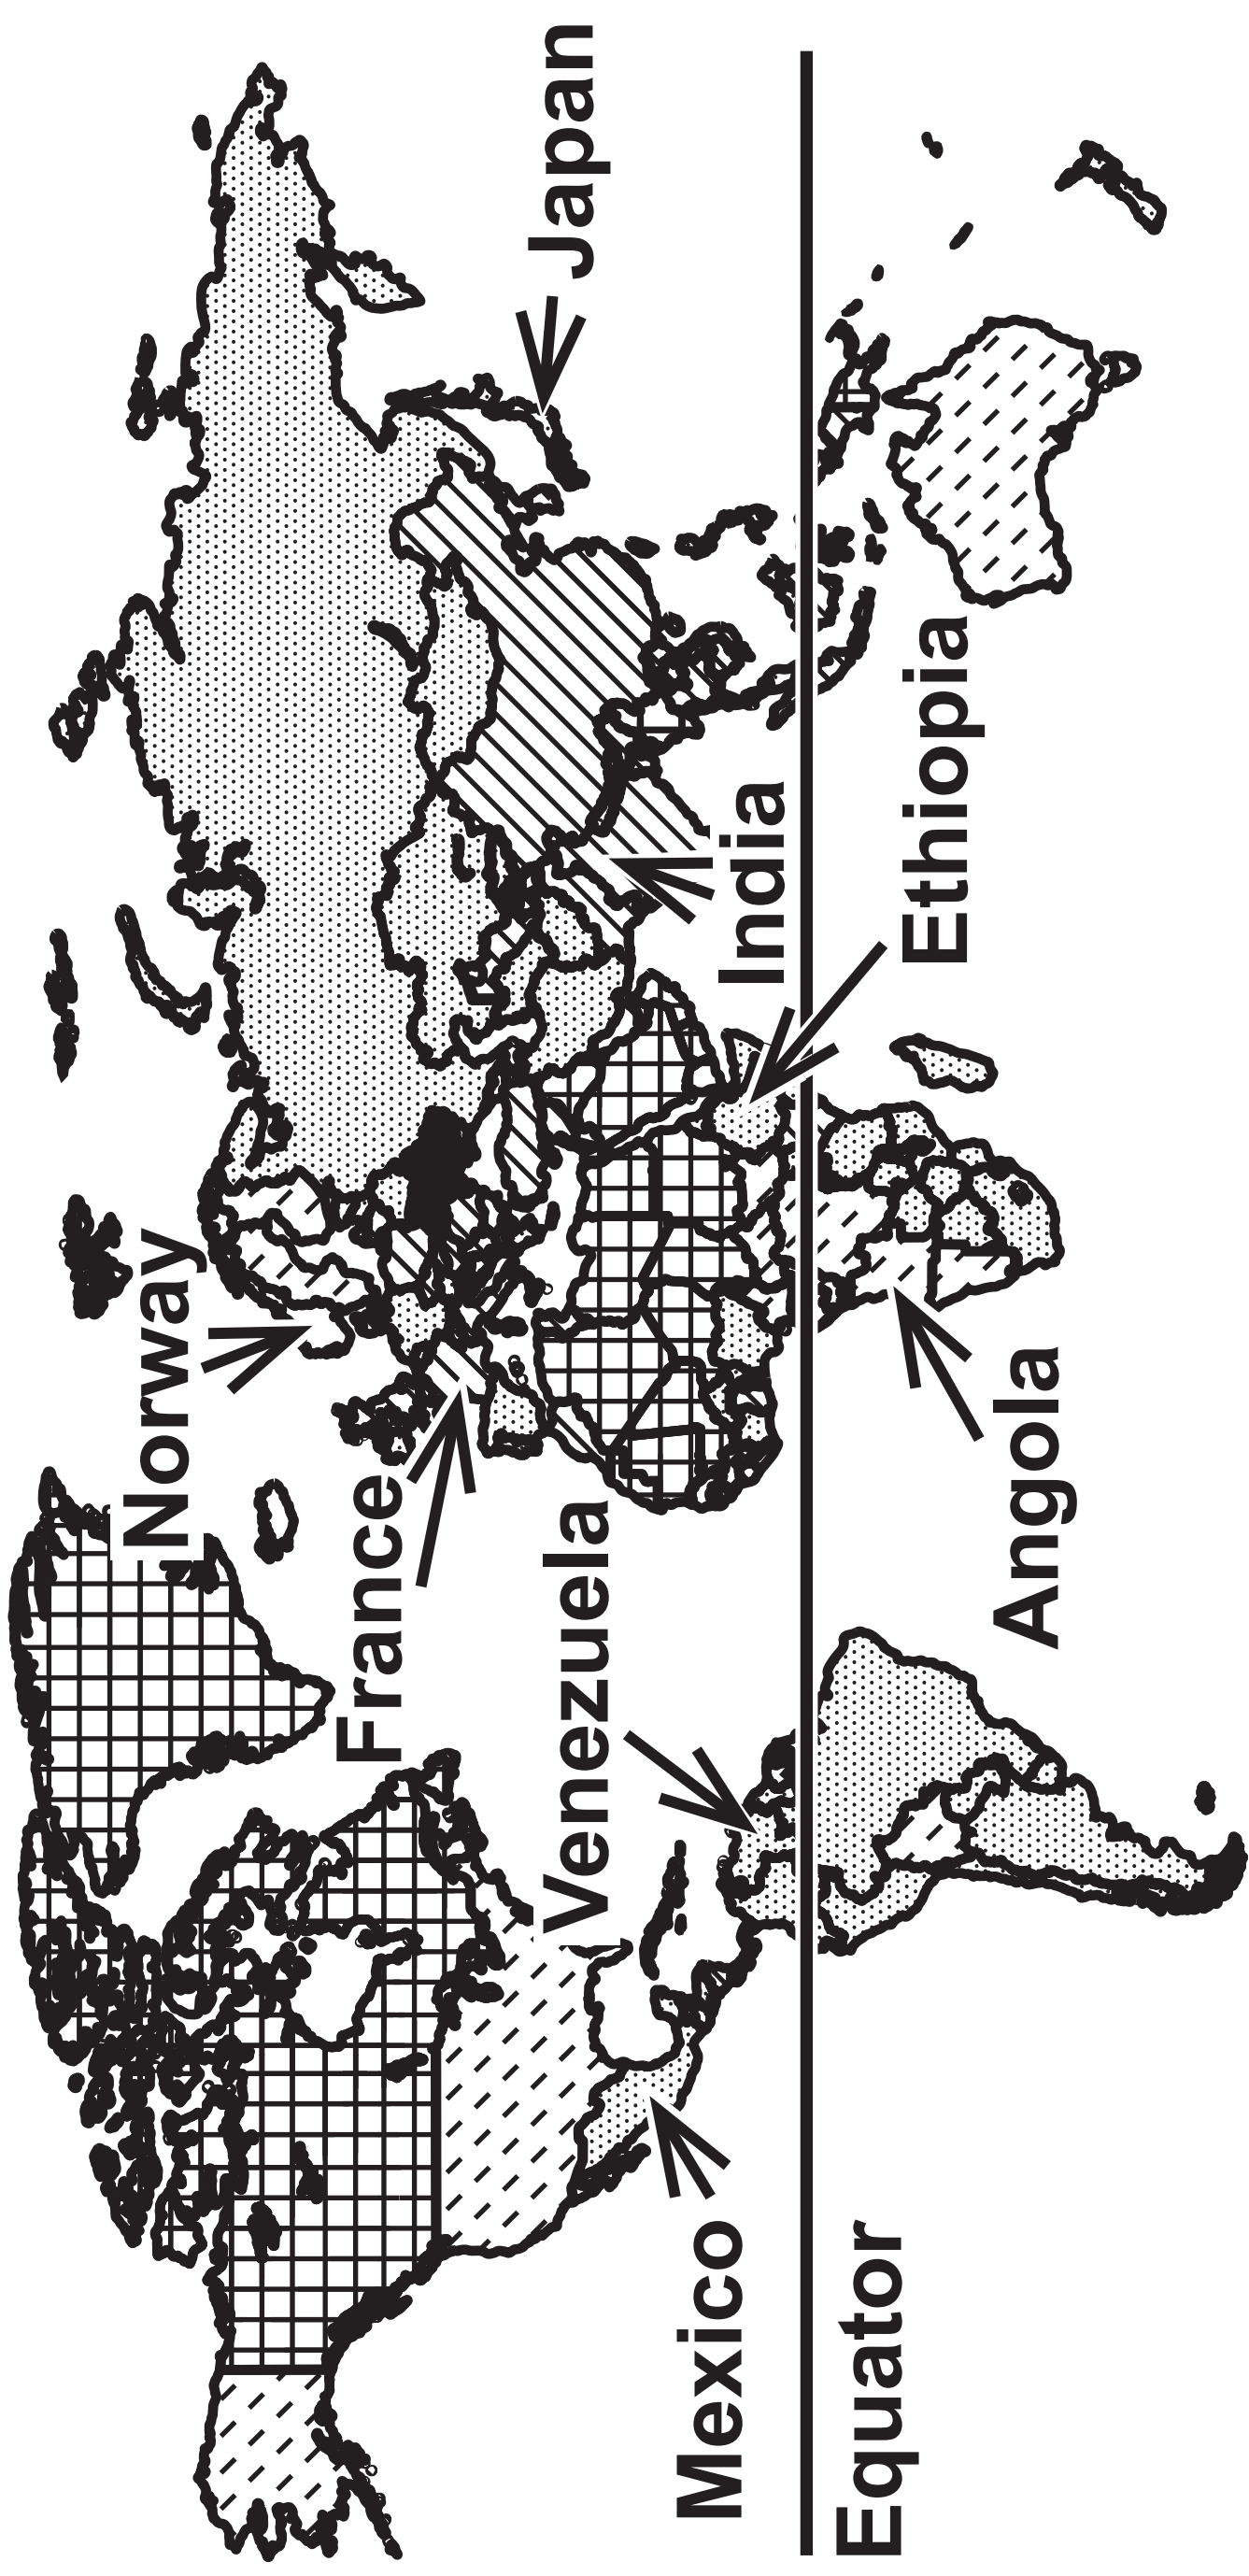 Norway
France
Japan
Venezuela
India
Mexico
Ethiopia
Equator
Angola